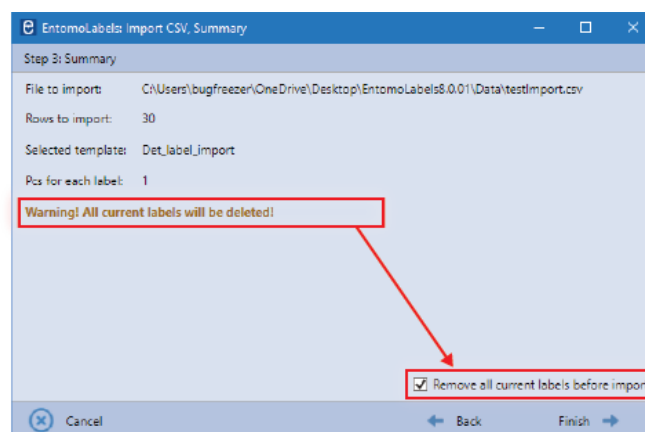 EntomoLabels: Import CSV, Summary
Step 3: Summary
File to import: C:\Users\bugfreezer\OneDrive\Desktop\EntomoLabels8.0.01\Data\testImport.csv
Rows to import: 30
Selected template: Det_label_import
Pcs for each label: 1
Warning! All current labels will be deleted!
Remove all current labels before impor
Cancel Back Finish